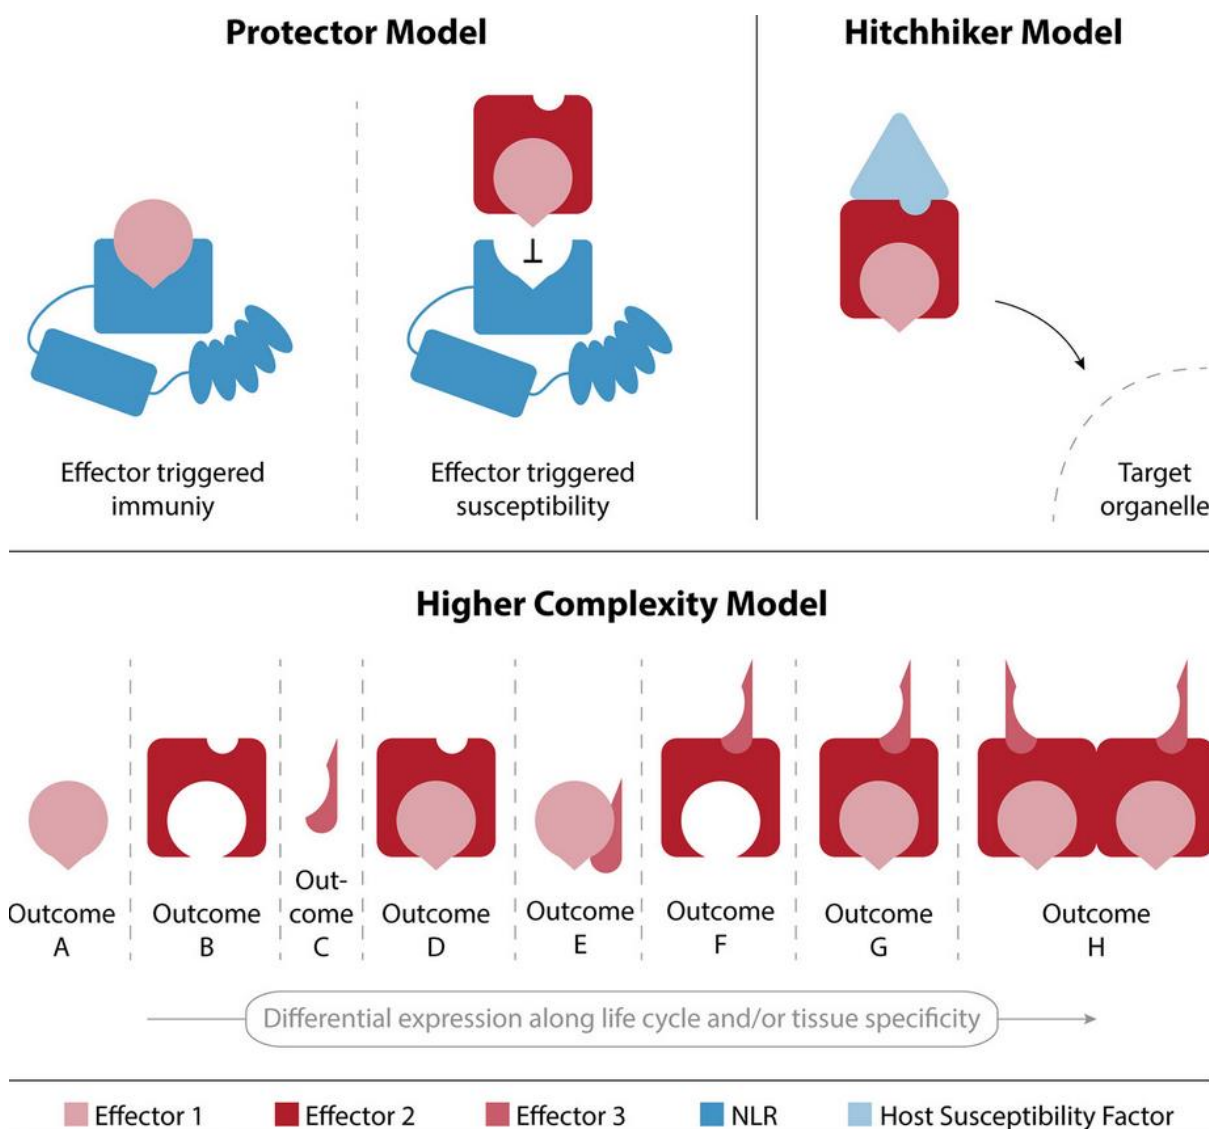 Protector Model
Hitchhiker Model
Effector triggered
immuniy
Effector triggered
susceptibility
Target
organelle
Higher Complexity Model
Outcome
A
Outcome
B
Out-
come
C
Outcome
D
Outcome
E
Outcome
F
Outcome
G
Outcome
H
Differential expression along life cycle and/or tissue specificity
Effector 1
Effector 2
Effector 3
NLR
Host Susceptibility Factor